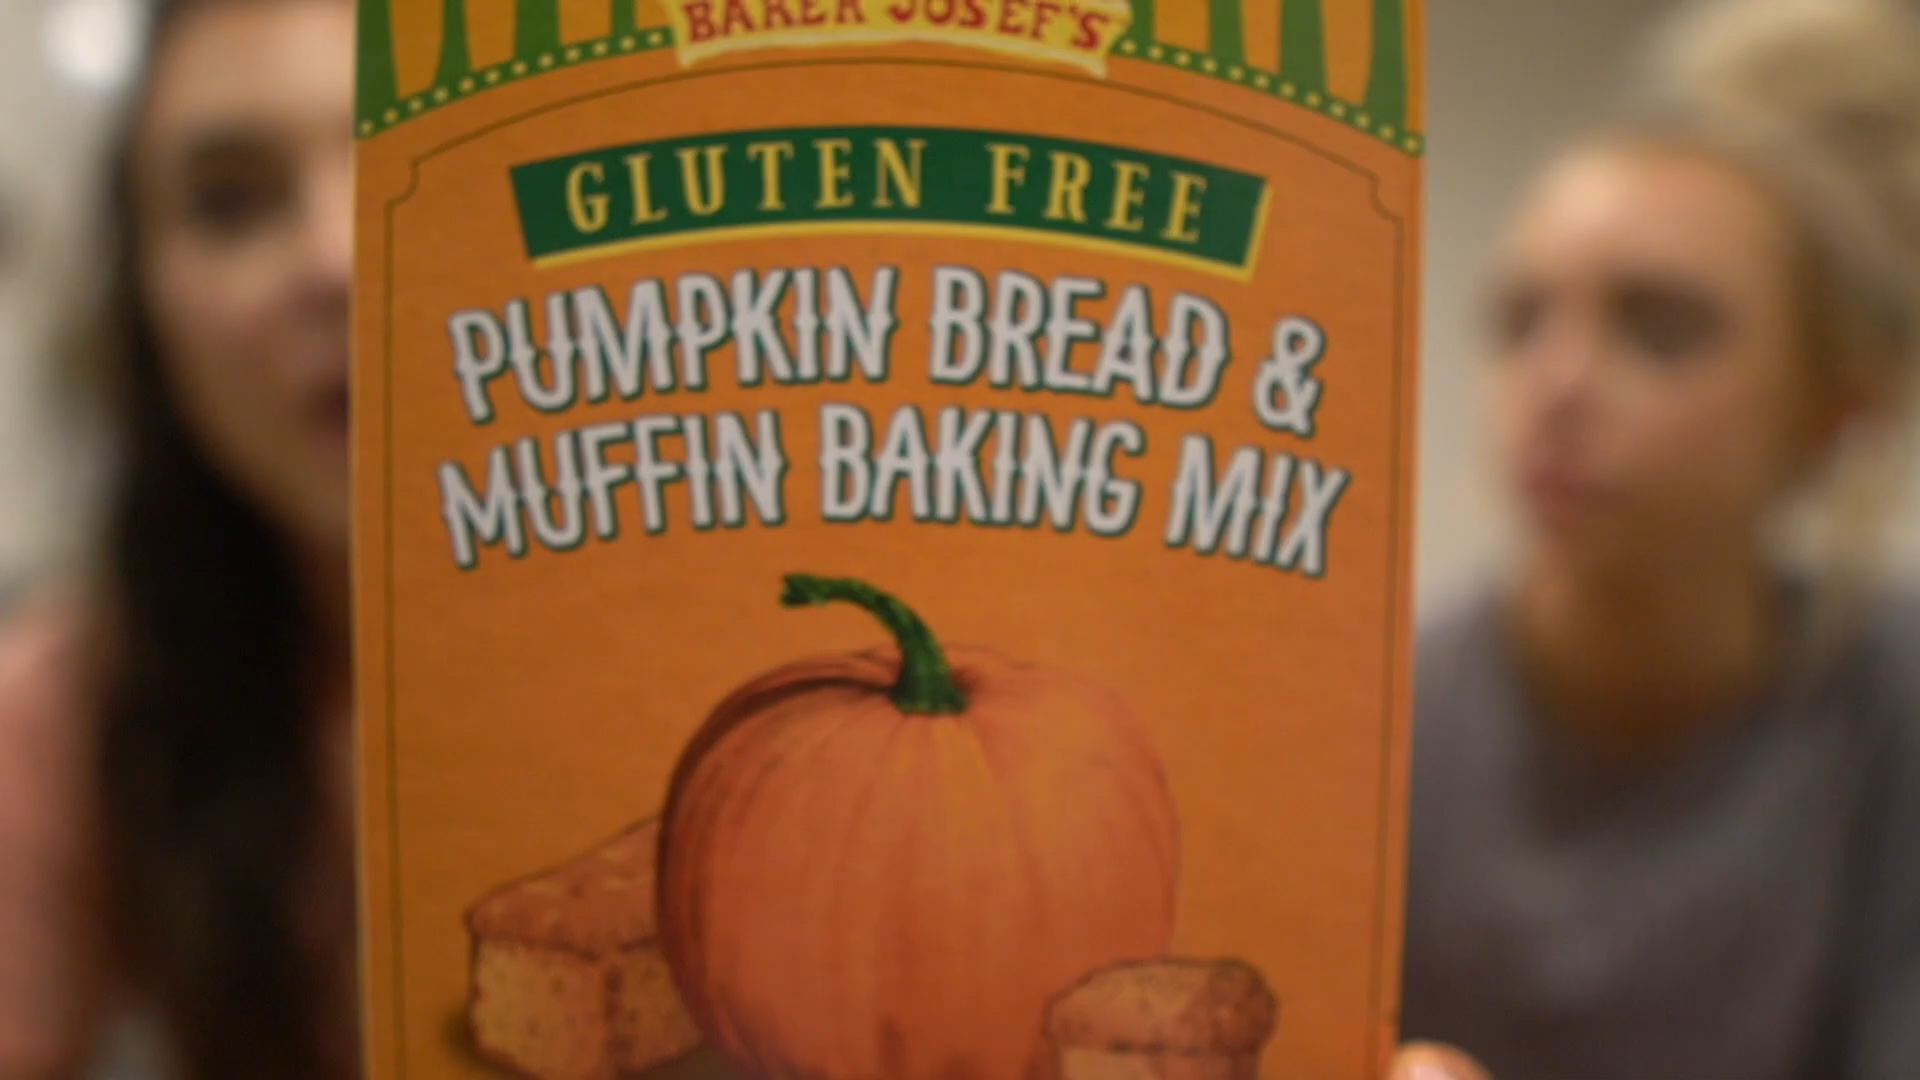 BAKER JOSEF'S
GLUTEN FREE
PUMPKIN BREAD &
MUFFIN BAKING MIX